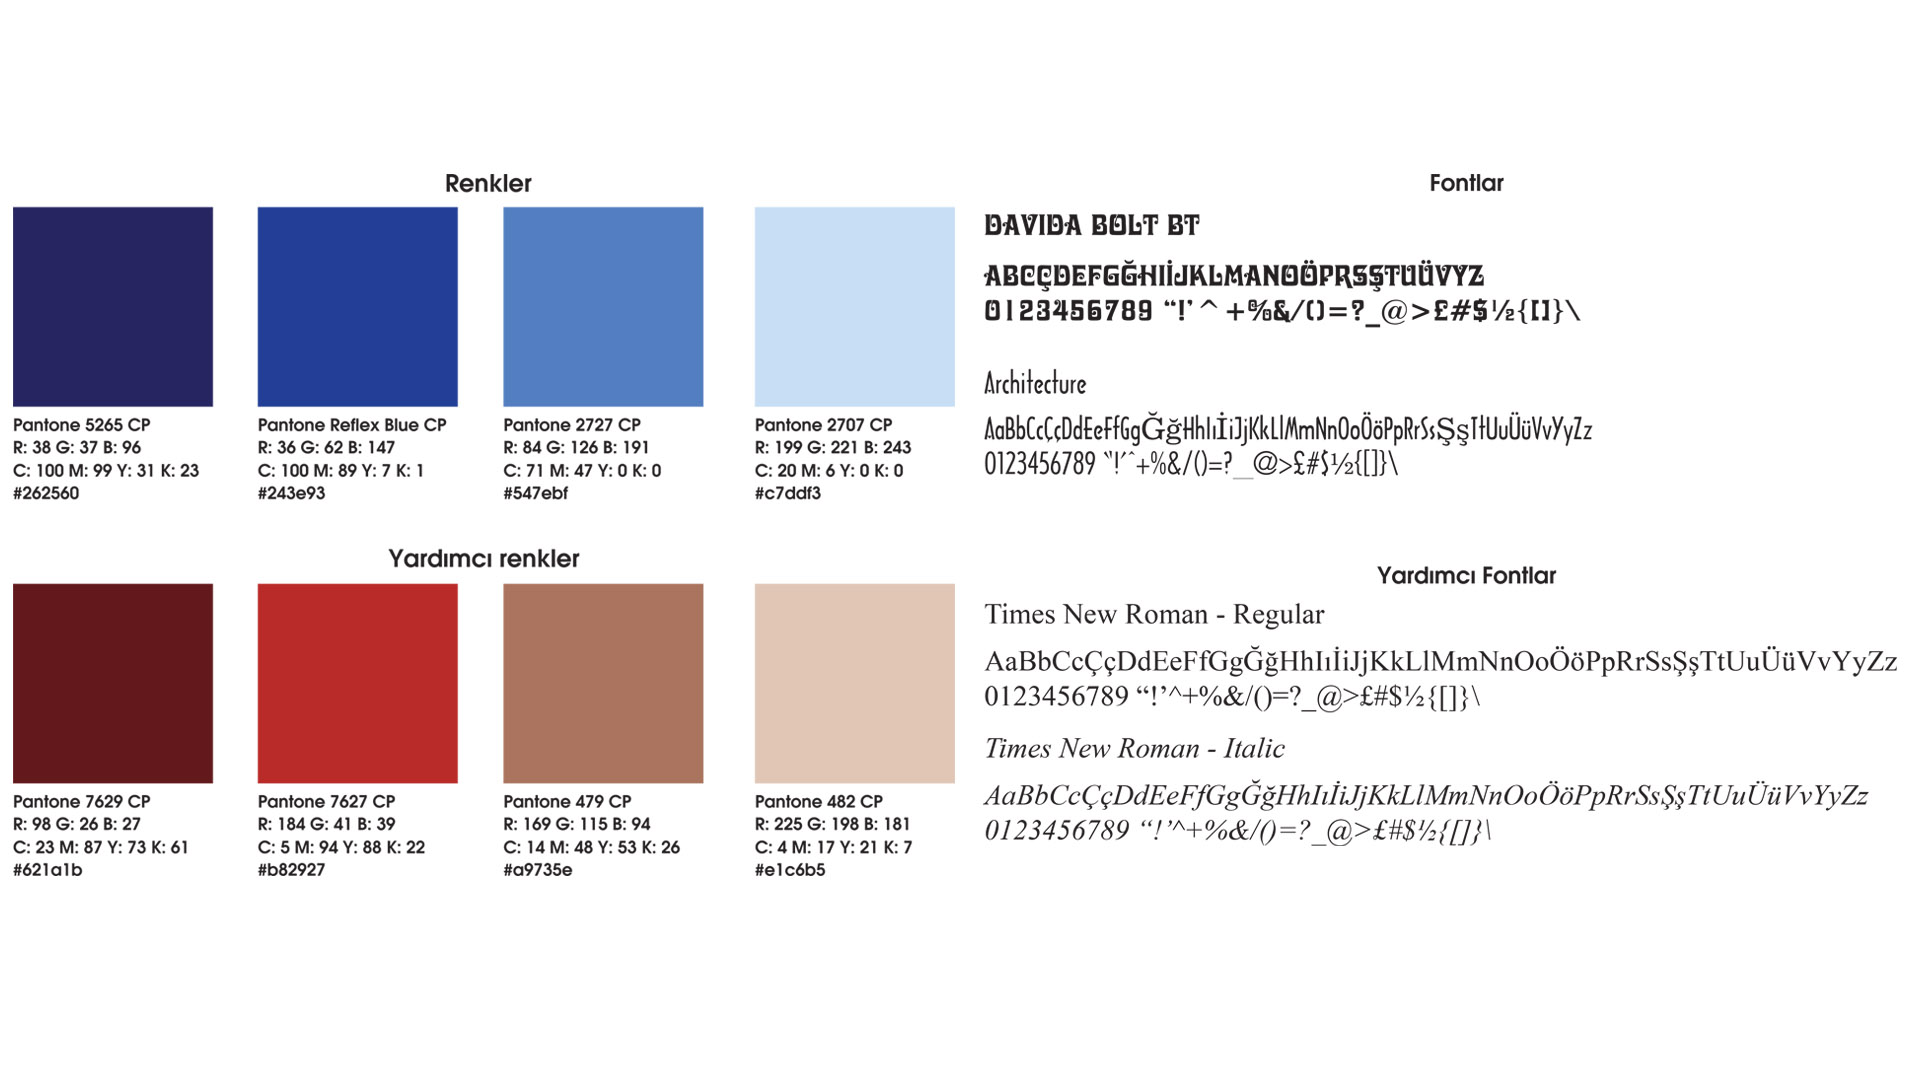 Renkler
Pantone 5265 CP
R: 38 G: 37 B: 96
C: 100 M: 99 Y: 31 K: 23
#262560
Pantone Reflex Blue CP
R: 36 G: 62 B: 147
C: 100 M: 89 Y: 7 K: 1
#243e93
Pantone 2727 CP
R: 84 G: 126 B: 191
C: 71 M: 47 Y: 0 K: 0
#547ebf
Pantone 2707 CP
R: 199 G: 221 B: 243
C: 20 M: 6 Y: 0 K: 0
#c7ddf3
Yardımcı renkler
Pantone 7629 CP
R: 98 G: 26 B: 27
C: 23 M: 87 Y: 73 K: 61
#621a1b
Pantone 7627 CP
R: 184 G: 41 B: 39
C: 5 M: 94 Y: 88 K: 22
#b82927
Pantone 479 CP
R: 169 G: 115 B: 94
C: 14 M: 48 Y: 53 K: 26
#a9735e
Pantone 482 CP
R: 225 G: 198 B: 181
C: 4 M: 17 Y: 21 K: 7
#e1c6b5
Fontlar
DAVIDA BOLT BT
ABCÇDEFGĞHIİJKLMANOÖPRSŞTUÜVYZ
0123456789 “!’^+%&/()=?_@>£#$½{[]}\
Architecture
AaBbCcÇçDdEeFfGgĞğHhIıİiJjKkLlMmNnOoÖöPpRrSsŞşTtUuÜüVvYyZz
0123456789 “!’^+%&/()=?_@>£#$½{[]}\
Yardımcı Fontlar
Times New Roman - Regular
AaBbCcÇçDdEeFfGgĞğHhIıİiJjKkLlMmNnOoÖöPpRrSsŞşTtUuÜüVvYyZz
0123456789 “!’^+%&/()=?_@>£#$½{[]}\
Times New Roman - Italic
AaBbCcÇçDdEeFfGgĞğHhIıİiJjKkLlMmNnOoÖöPpRrSsŞşTtUuÜüVvYyZz
0123456789 “!’^+%&/()=?_@>£#$½{[]}\